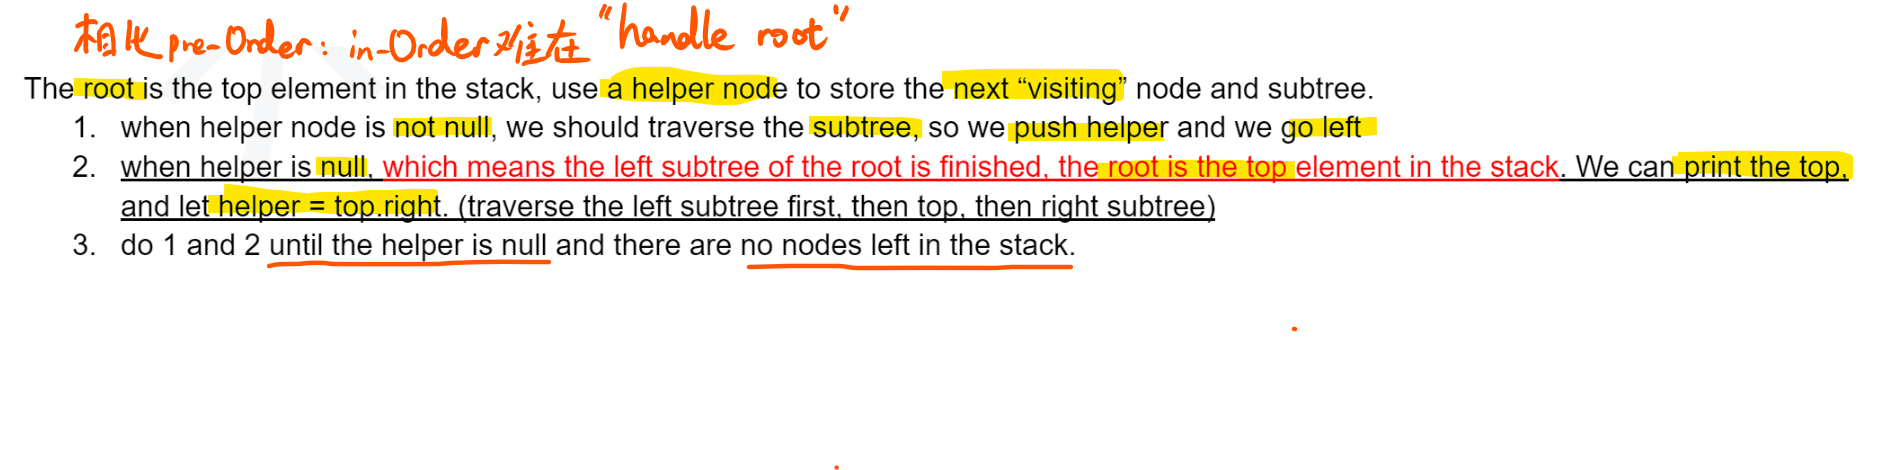 相比 pre-Order: in-Order 难在 "handle root"
The root is the top element in the stack, use a helper node to store the next “visiting” node and subtree.
1. when helper node is not null, we should traverse the subtree, so we push helper and we go left
2. when helper is null, which means the left subtree of the root is finished, the root is the top element in the stack. We can print the top,
and let helper = top.right. (traverse the left subtree first, then top, then right subtree)
3. do 1 and 2 until the helper is null and there are no nodes left in the stack.